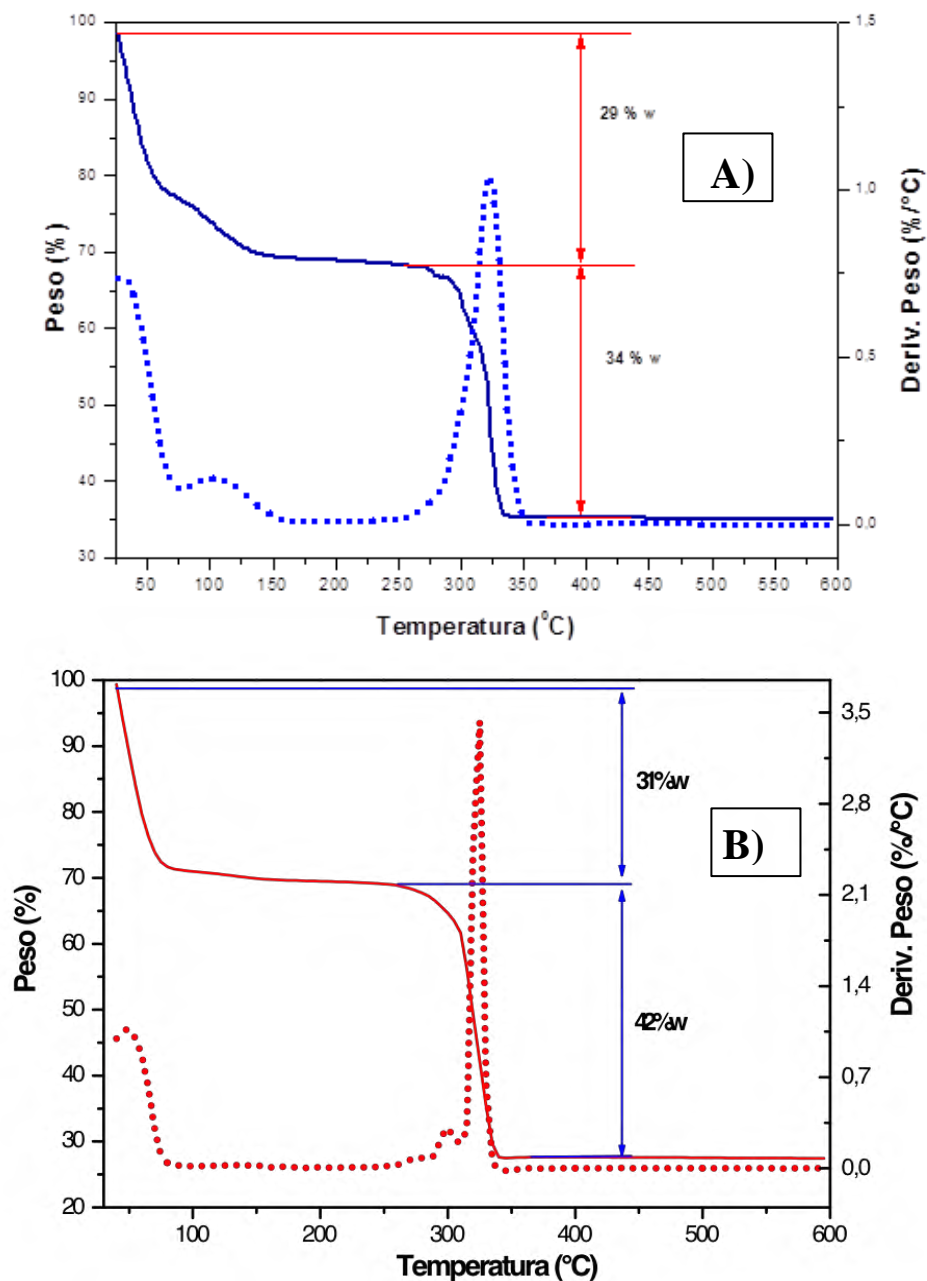 100
90
80
70
60
50
40
30
Peso (%)
29 % w
34 % w
A)
1,5
1,0
0,5
0,0
Deriv. Peso (%/°C)
50 100 150 200 250 300 350 400 450 500 550 600
Temperatura (°C)
100
90
80
70
60
50
40
30
20
Peso (%)
31%w
42%w
B)
3,5
2,8
2,1
1,4
0,7
0,0
Deriv. Peso (%/°C)
100 200 300 400 500 600
Temperatura (°C)